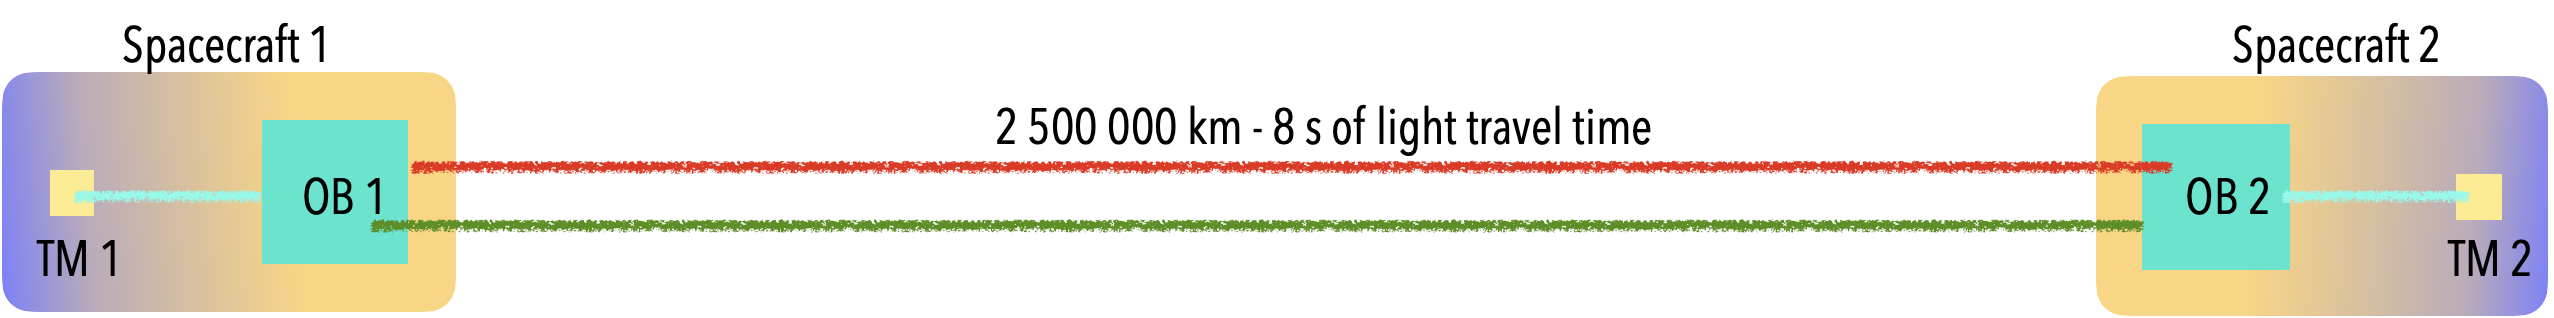 Spacecraft 1
Spacecraft 2
2 500 000 km - 8 s of light travel time
OB 1
OB 2
TM 1
TM 2